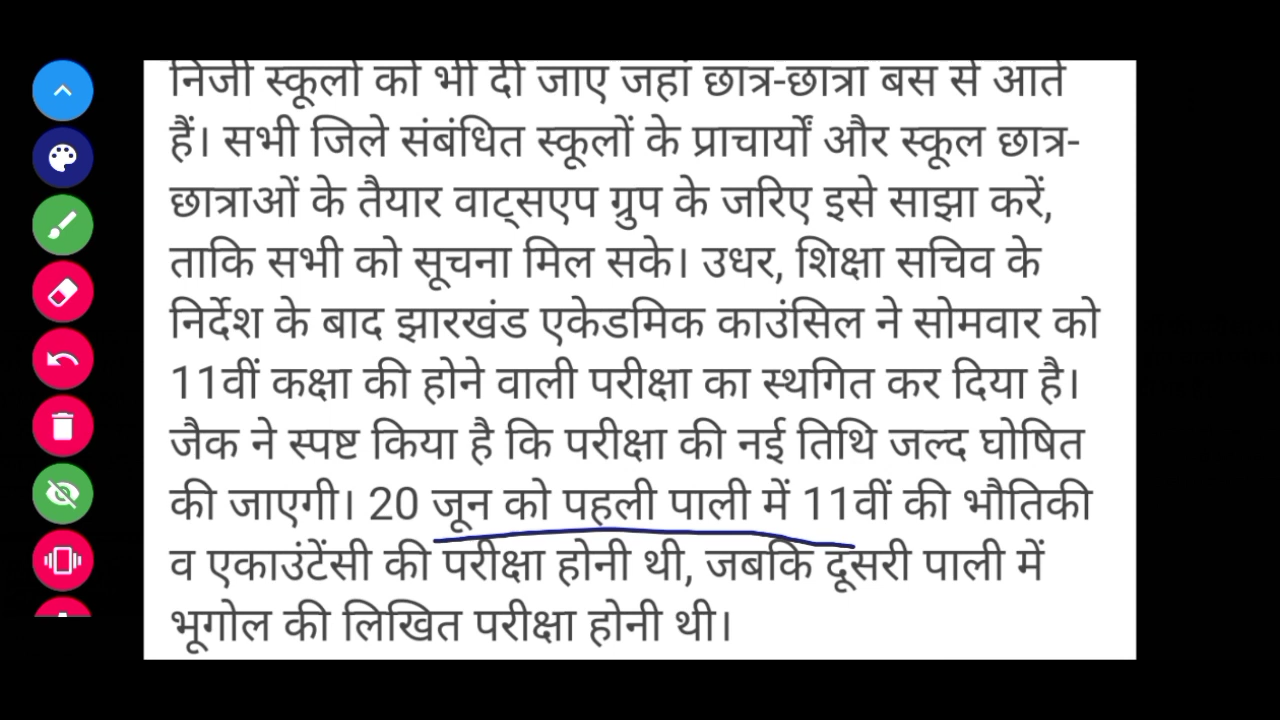 निजी स्कूलों को भी दी जाए जहां छात्र-छात्रा बस से आते
हैं। सभी जिले संबंधित स्कूलों के प्राचार्यों और स्कूल छात्र-
छात्राओं के तैयार वाट्सएप ग्रुप के जरिए इसे साझा करें,
ताकि सभी को सूचना मिल सके। उधर, शिक्षा सचिव के
निर्देश के बाद झारखंड एकेडमिक काउंसिल ने सोमवार को
11वीं कक्षा की होने वाली परीक्षा का स्थगित कर दिया है।
जैक ने स्पष्ट किया है कि परीक्षा की नई तिथि जल्द घोषित
की जाएगी। 20 जून को पहली पाली में 11वीं की भौतिकी
व एकाउंटेंसी की परीक्षा होनी थी, जबकि दूसरी पाली में
भूगोल की लिखित परीक्षा होनी थी।